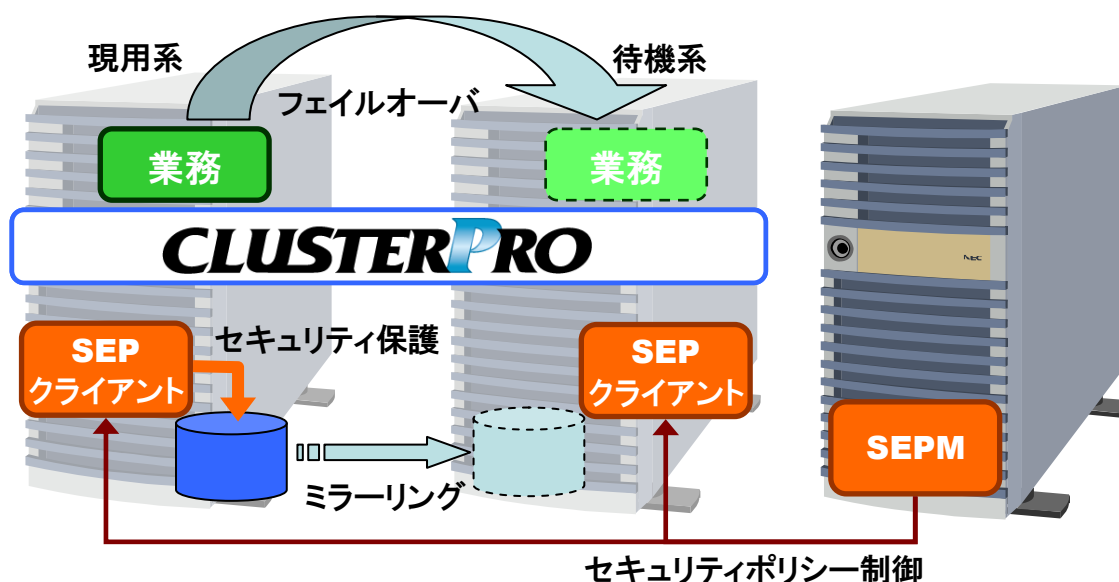 現用系
待機系
フェイルオーバ
業務
業務
CLUSTERPRO
NEC
セキュリティ保護
SEP
クライアント
SEP
クライアント
SEPM
ミラーリング
セキュリティポリシー制御